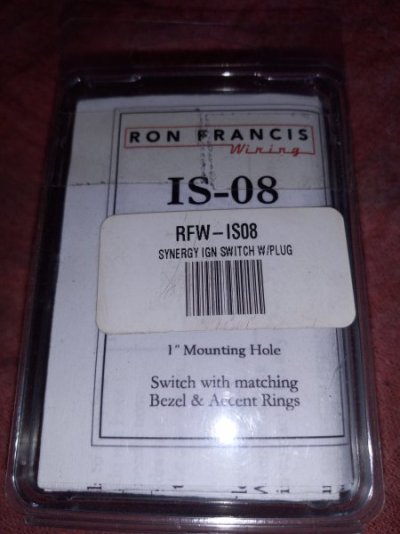 RON FRANCIS
Wiring
IS-08
RFW-IS08
SYNERGY IGN SWITCH W/PLUG
1" Mounting Hole
Switch with matching
Bezel & Accent Rings